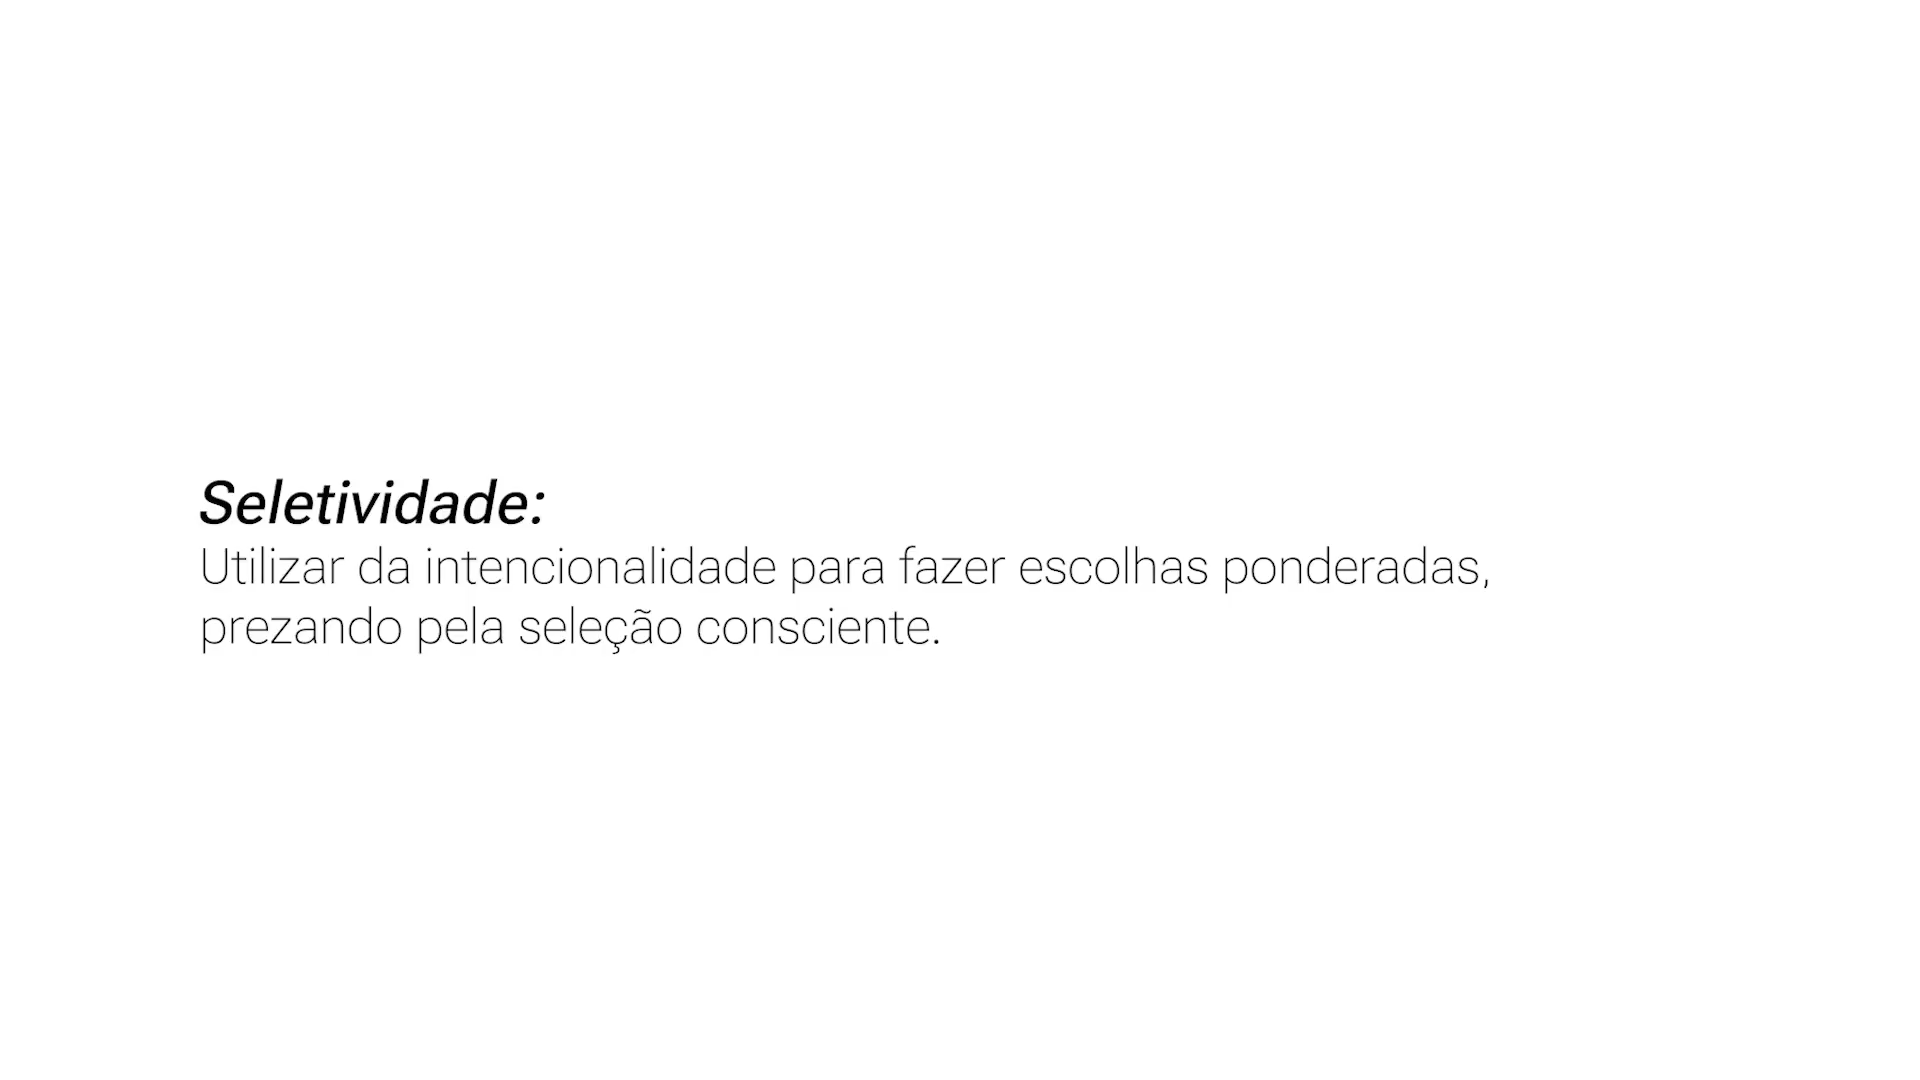 Seletividade:
Utilizar da intencionalidade para fazer escolhas ponderadas,
prezando pela seleção consciente.